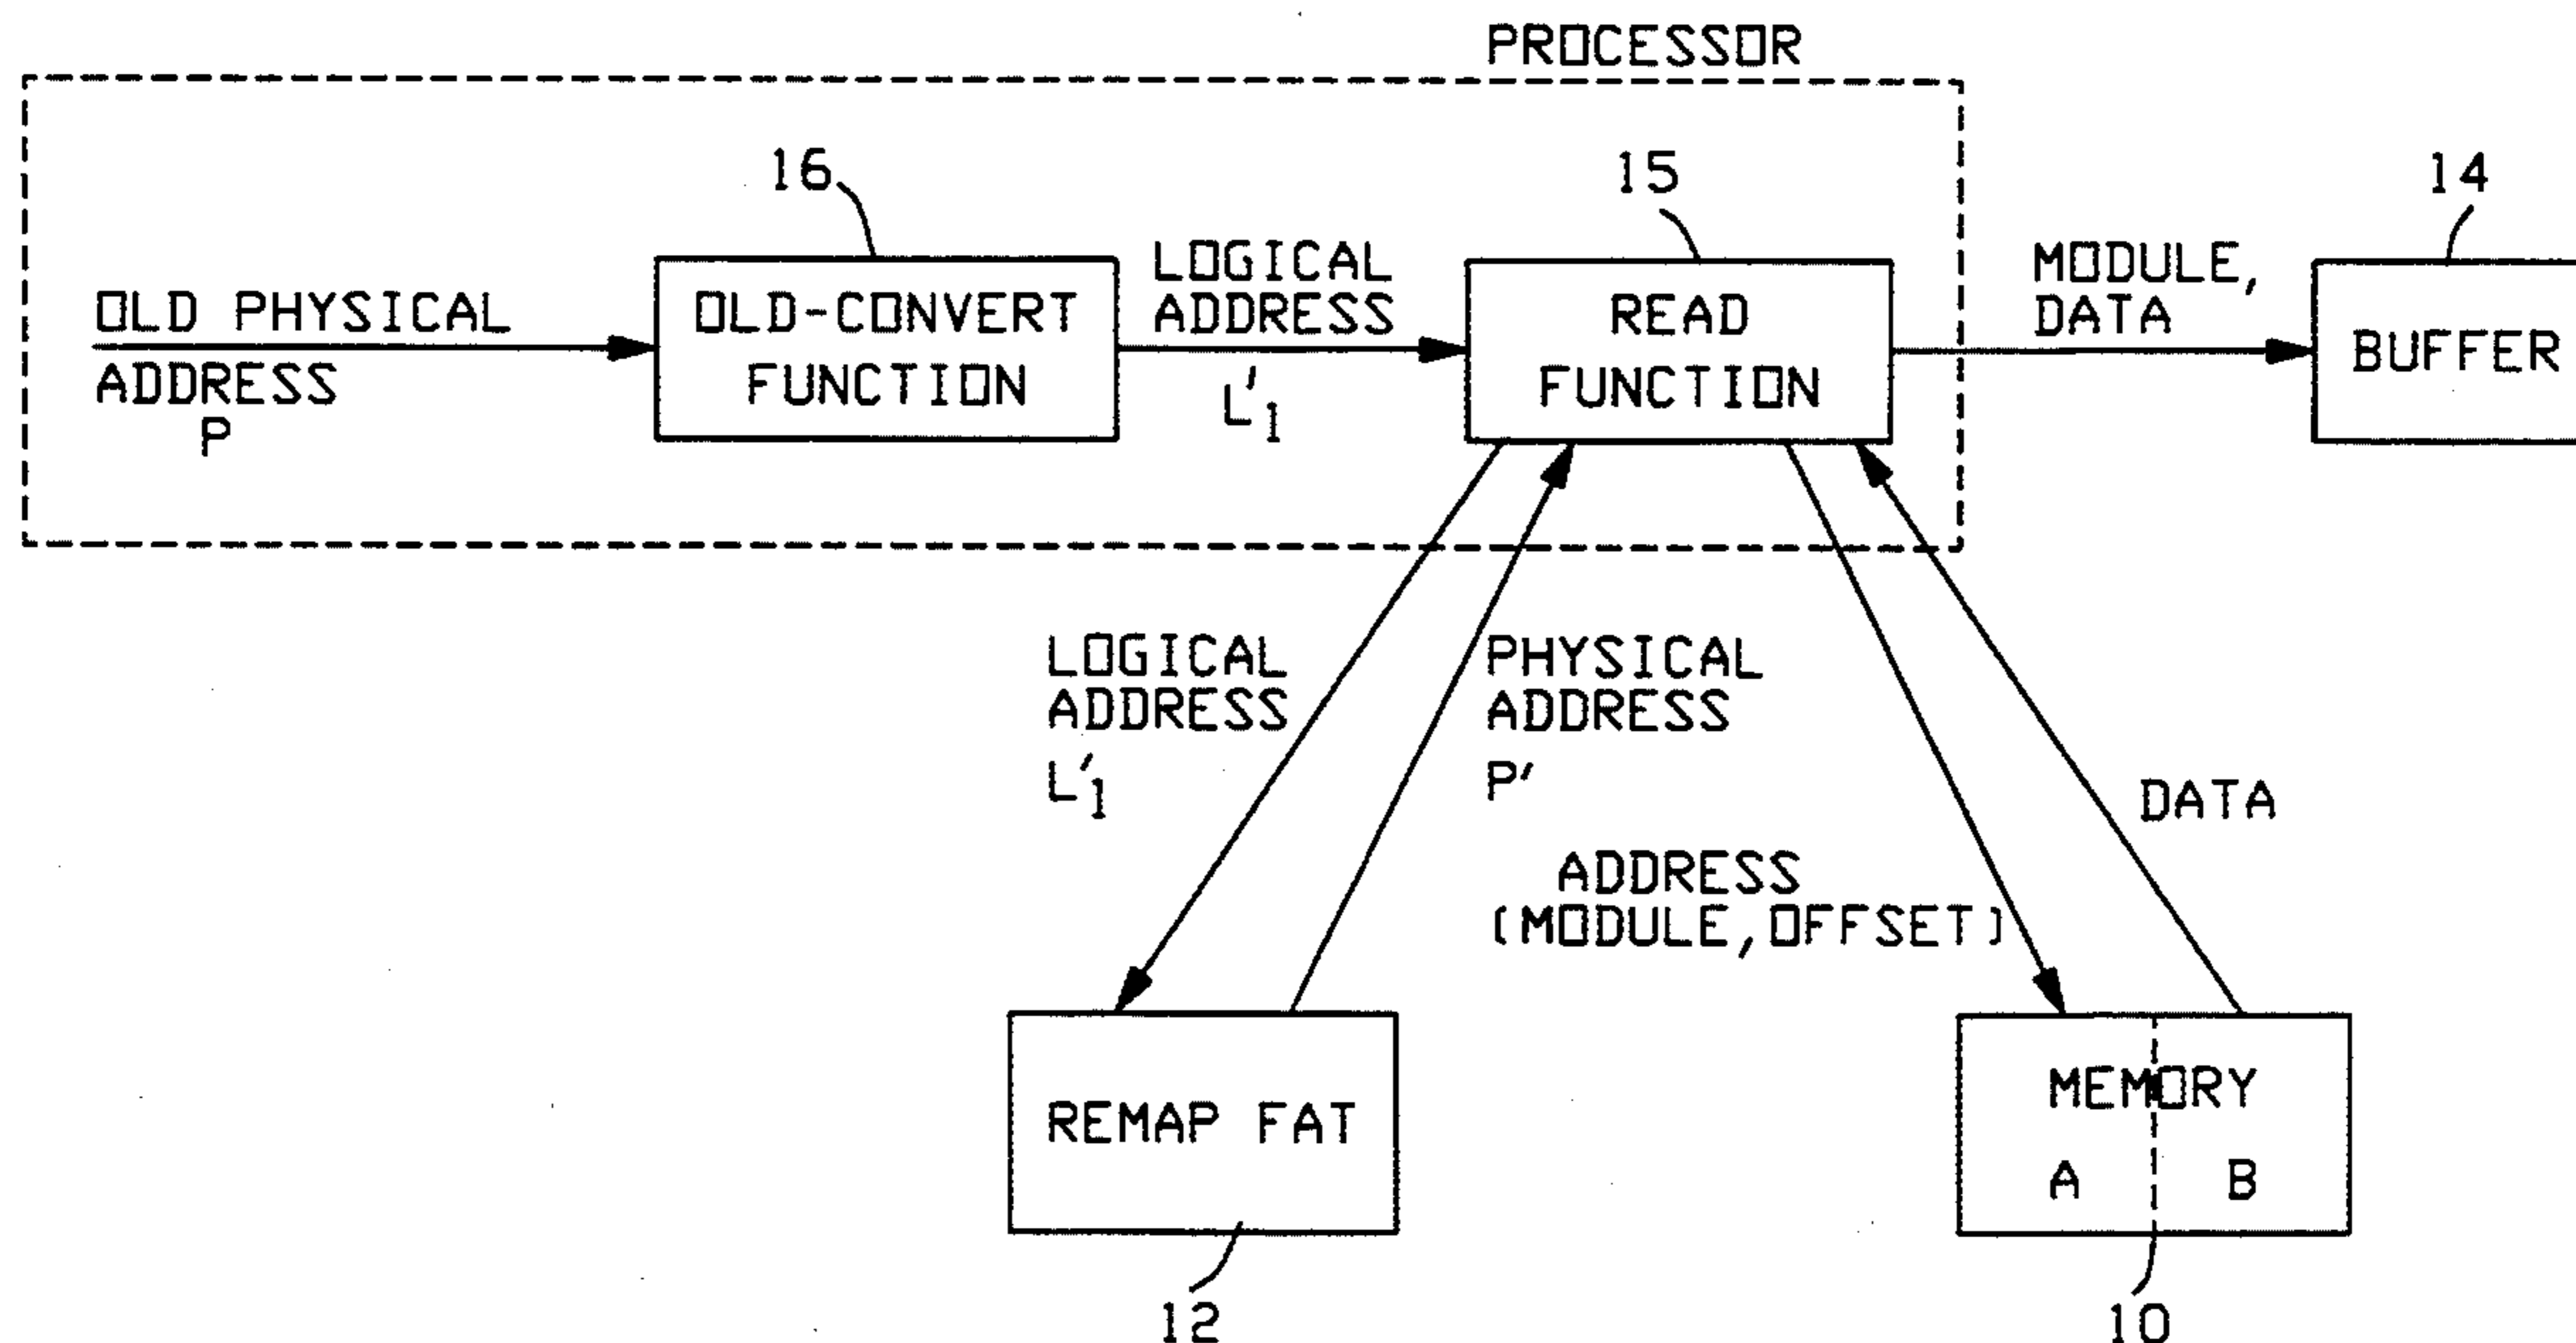 PROCESSOR
16
15
14
OLD PHYSICAL
ADDRESS
P
OLD-CONVERT
FUNCTION
LOGICAL
ADDRESS
L'1
READ
FUNCTION
MODULE,
DATA
BUFFER
LOGICAL
ADDRESS
L'1
PHYSICAL
ADDRESS
P'
DATA
ADDRESS
(MODULE, OFFSET)
REMAP FAT
MEMORY
A B
12
10